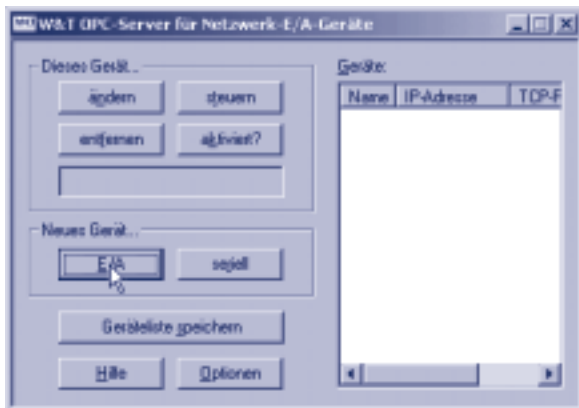 W&T OPC-Server für Netzwerk-E/A-Geräte
Dieses Gerät...
ändern
steuern
entfernen
aktiviert?
Neues Gerät...
E/A
seriell
Geräteliste speichern
Hilfe
Optionen
Geräte:
Name IP-Adresse TCP-P